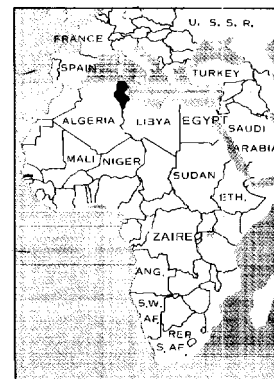 U. S. S. R.
FRANCE
SPAIN
TURKEY
ALGERIA
LIBYA
EGYPT
SAUDI
ARABIA
MALI
NIGER
SUDAN
ETH.
ZAIRE
ANG.
S.W.
AF.
REP.
S. AF.